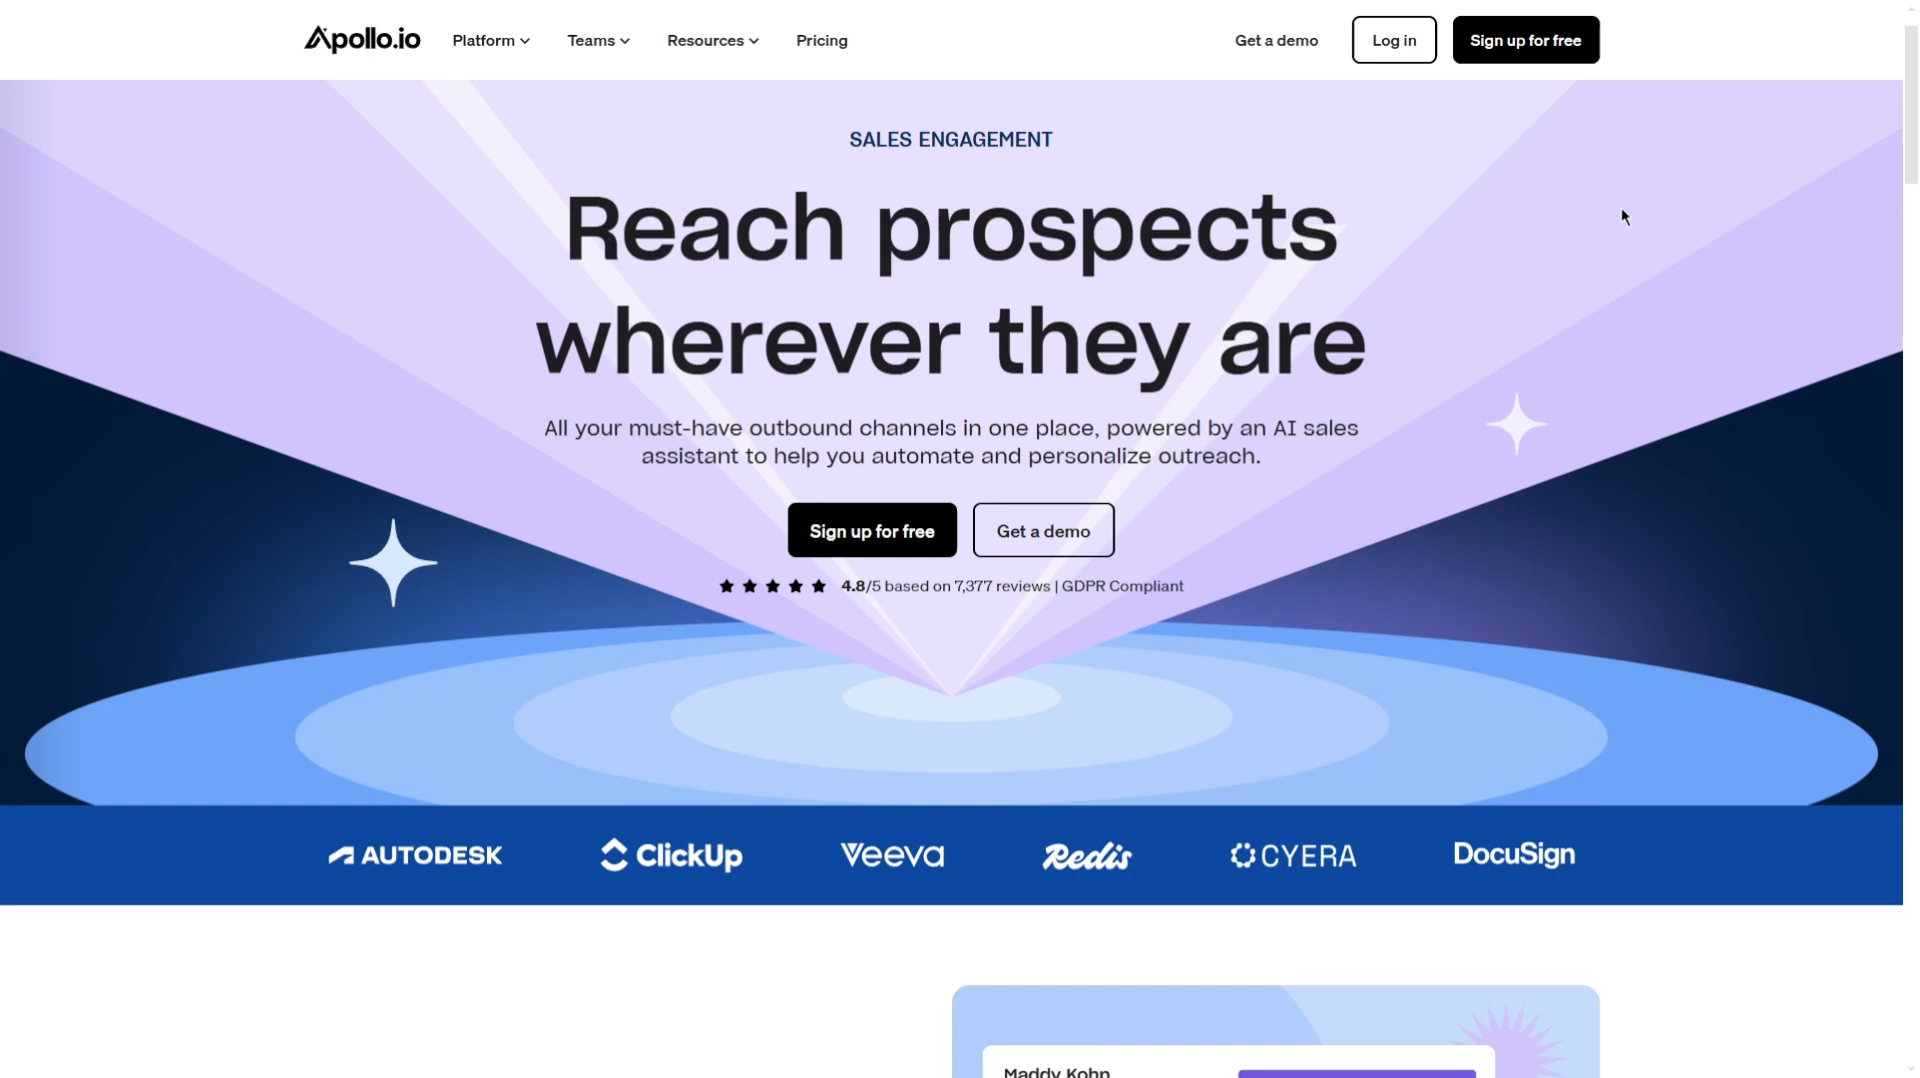 Apollo.io Platform Teams Resources Pricing Get a demo Log in Sign up for free
SALES ENGAGEMENT
Reach prospects
wherever they are
All your must-have outbound channels in one place, powered by an AI sales
assistant to help you automate and personalize outreach.
Sign up for free Get a demo
4.8/5 based on 7,377 reviews | GDPR Compliant
AUTODESK ClickUp Veeva Redis CYERA DocuSign
Maddy Kohn